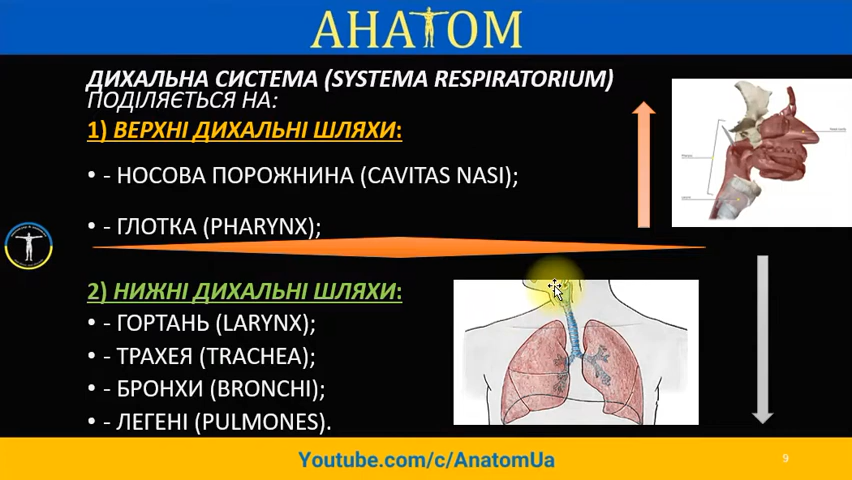 АНАТОМ
ДИХАЛЬНА СИСТЕМА (SYSTEMA RESPIRATORIUM)
ПОДІЛЯЄТЬСЯ НА:
1) ВЕРХНІ ДИХАЛЬНІ ШЛЯХИ:
• - НОСОВА ПОРОЖНИНА (CAVITAS NASI);
• - ГЛОТКА (PHARYNX);
2) НИЖНІ ДИХАЛЬНІ ШЛЯХИ:
• - ГОРТАНЬ (LARYNX);
• - ТРАХЕЯ (TRACHEA);
• - БРОНХИ (BRONCHI);
• - ЛЕГЕНІ (PULMONES).
Youtube.com/c/AnatomUa
9